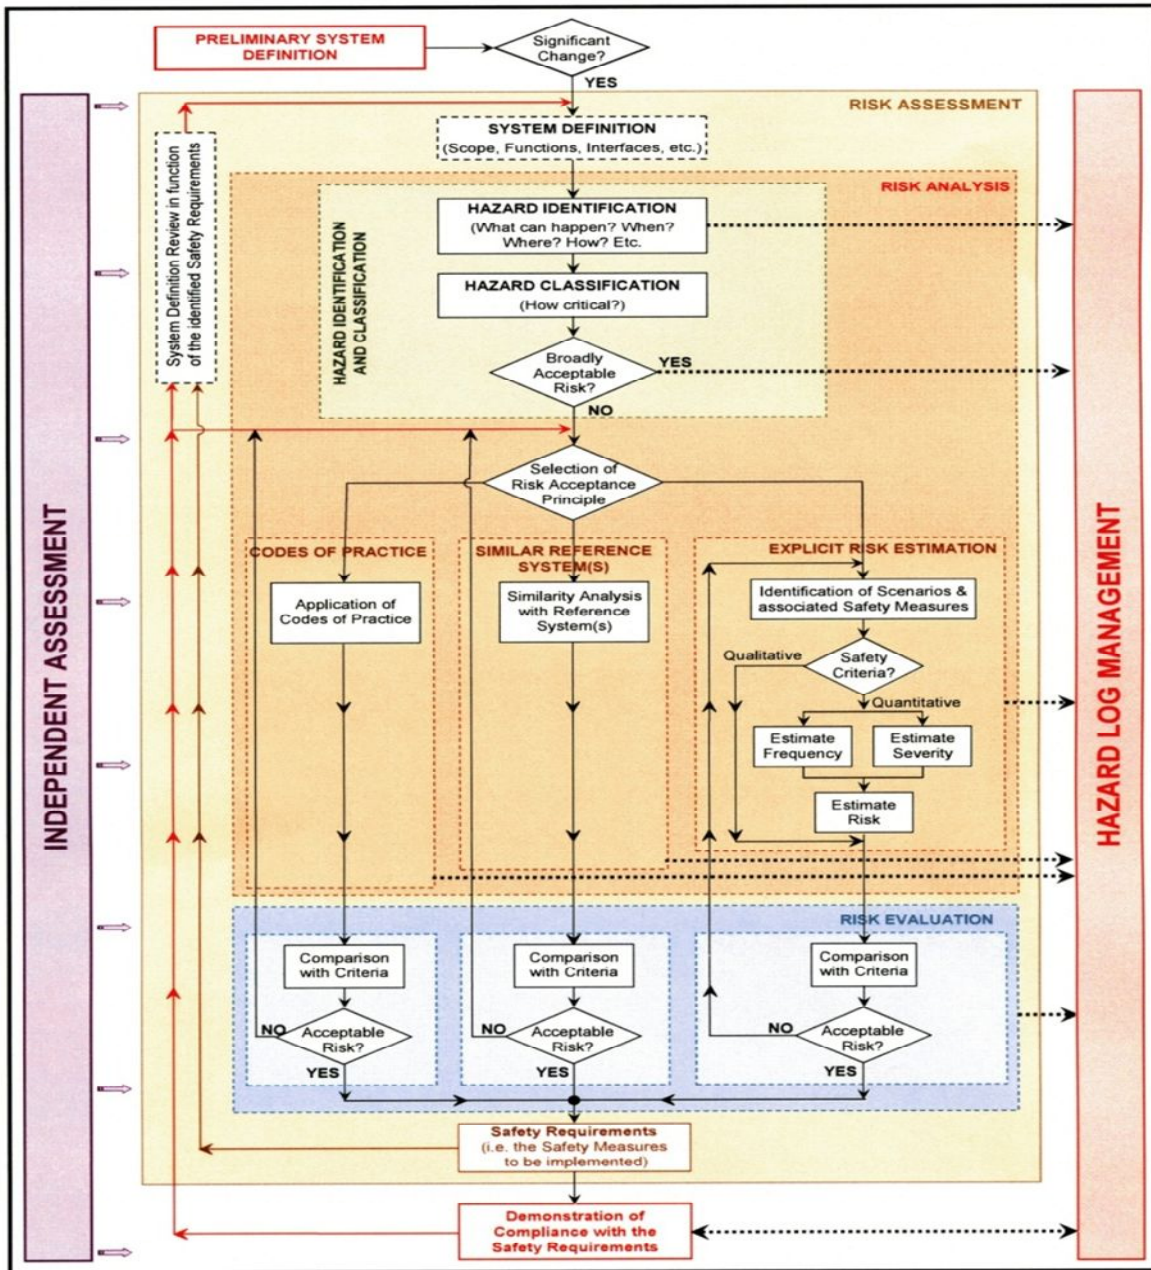 PRELIMINARY SYSTEM
DEFINITION
Significant
Change?
YES
RISK ASSESSMENT
SYSTEM DEFINITION
(Scope, Functions, Interfaces, etc.)
System Definition Review in function
of the identified Safety Requirements
RISK ANALYSIS
HAZARD IDENTIFICATION
AND CLASSIFICATION
HAZARD IDENTIFICATION
(What can happen? When?
Where? How? Etc.
HAZARD CLASSIFICATION
(How critical?)
Broadly
Acceptable
Risk?
YES
NO
Selection of
Risk Acceptance
Principle
INDEPENDENT ASSESSMENT
HAZARD LOG MANAGEMENT
CODES OF PRACTICE
Application of
Codes of Practice
SIMILAR REFERENCE
SYSTEM(S)
Similarity Analysis
with Reference
System(s)
EXPLICIT RISK ESTIMATION
Identification of Scenarios &
associated Safety Measures
Qualitative
Safety
Criteria?
Quantitative
Estimate
Frequency
Estimate
Severity
Estimate
Risk
RISK EVALUATION
Comparison
with Criteria
NO
Acceptable
Risk?
YES
Comparison
with Criteria
NO
Acceptable
Risk?
YES
Comparison
with Criteria
NO
Acceptable
Risk?
YES
Safety Requirements
(i.e. the Safety Measures
to be implemented)
Demonstration of
Compliance with the
Safety Requirements